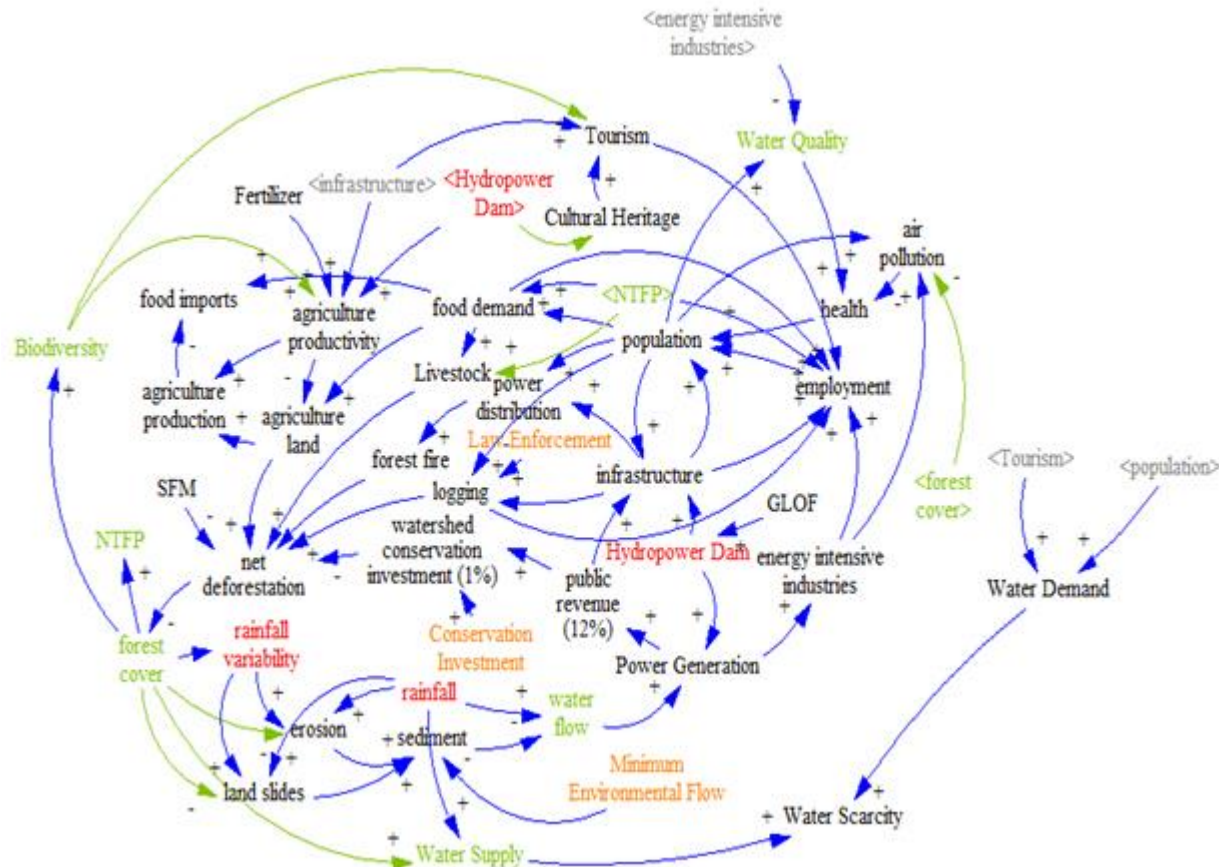 <energy intensive
industries>
Tourism
Water Quality
Fertilizer
<infrastructure>
<Hydropower
Dam>
Cultural Heritage
air
pollution
food imports
agriculture
productivity
food demand
<NTFP>
health
Biodiversity
population
agriculture
production
agriculture
land
Livestock
power
distribution
employment
Law Enforcement
forest fire
infrastructure
<Tourism>
<population>
SFM
logging
GLOF
<forest
cover>
NTFP
net
deforestation
watershed
conservation
investment (1%)
public
revenue
(12%)
Hydropower Dam
energy intensive
industries
Water Demand
forest
cover
rainfall
variability
Conservation
Investment
Power Generation
rainfall
water
flow
erosion
sediment
land slides
Minimum
Environmental Flow
Water Scarcity
Water Supply